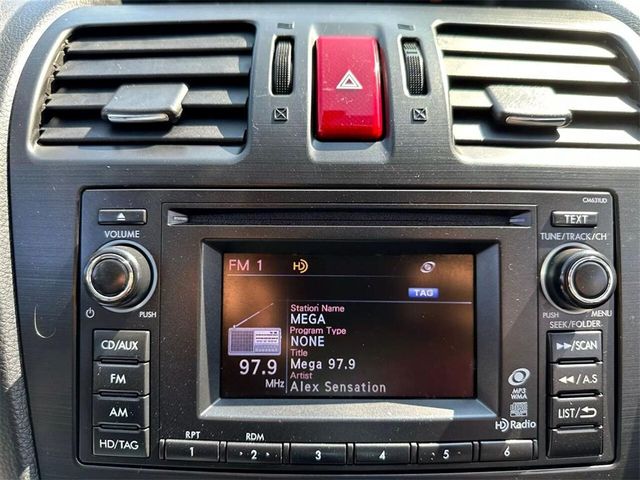 CM631UD
VOLUME
TEXT
TUNE/TRACK/CH
PUSH
PUSH MENU
SEEK/FOLDER
FM 1 HD
TAG
Station Name
MEGA
Program Type
NONE
Title
Mega 97.9
Artist
Alex Sensation
97.9
MHz
CD/AUX
FM
AM
HD/TAG
▶▶/SCAN
◀◀/A.S
LIST/
MP3
WMA
HD Radio
RPT
RDM
1
2
3
4
5
6